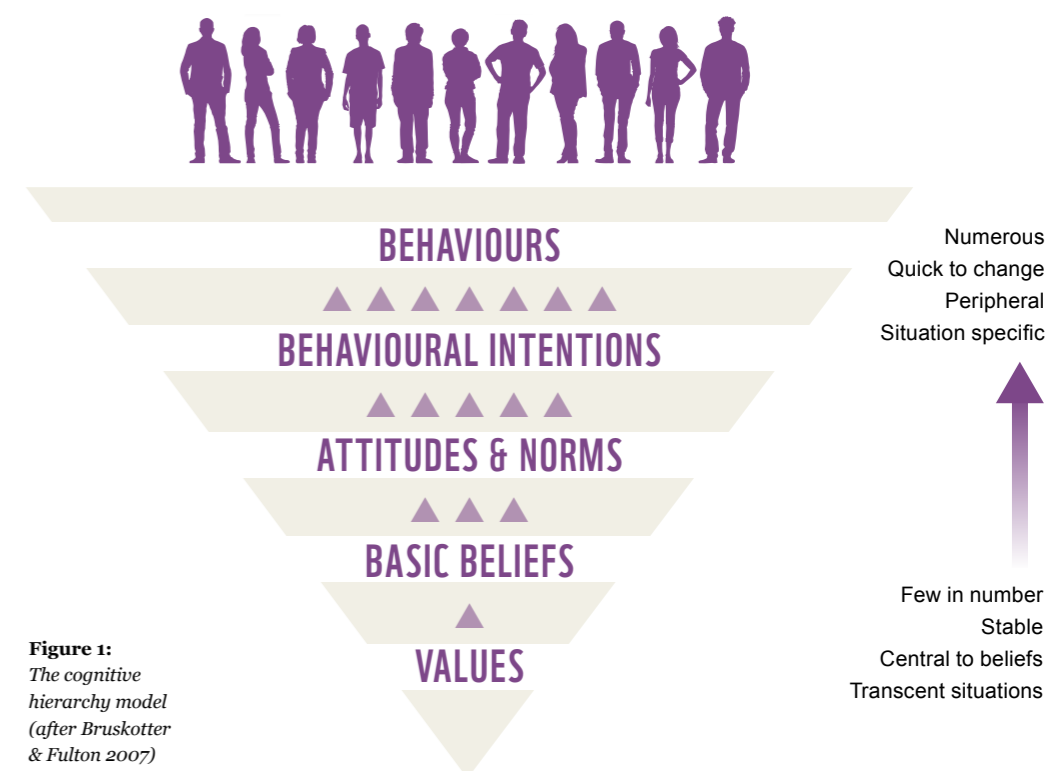 BEHAVIOURS
BEHAVIOURAL INTENTIONS
ATTITUDES & NORMS
BASIC BELIEFS
VALUES
Numerous
Quick to change
Peripheral
Situation specific
Few in number
Stable
Central to beliefs
Transcent situations
Figure 1:
The cognitive
hierarchy model
(after Bruskotter
& Fulton 2007)